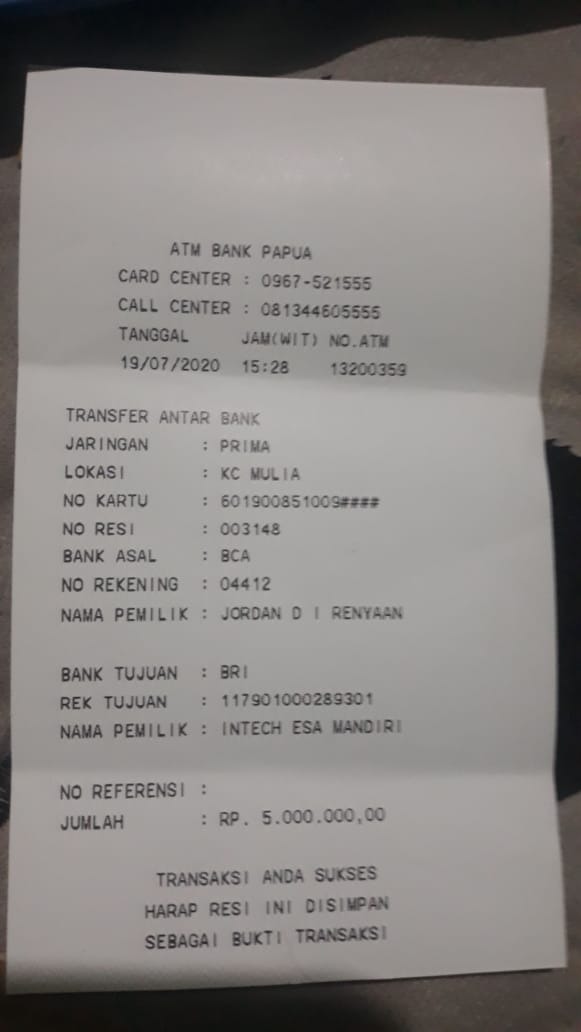 ATM BANK PAPUA
CARD CENTER : 0967-521555
CALL CENTER : 081344605555
TANGGAL JAM(WIT) NO.ATM
19/07/2020 15:28 13200359
TRANSFER ANTAR BANK
JARINGAN : PRIMA
LOKASI : KC MULIA
NO KARTU : 601900851009####
NO RESI : 003148
BANK ASAL : BCA
NO REKENING : 04412
NAMA PEMILIK : JORDAN D I RENYAAN
BANK TUJUAN : BRI
REK TUJUAN : 117901000289301
NAMA PEMILIK : INTECH ESA MANDIRI
NO REFERENSI :
JUMLAH : RP. 5.000.000,00
TRANSAKSI ANDA SUKSES
HARAP RESI INI DISIMPAN
SEBAGAI BUKTI TRANSAKSI